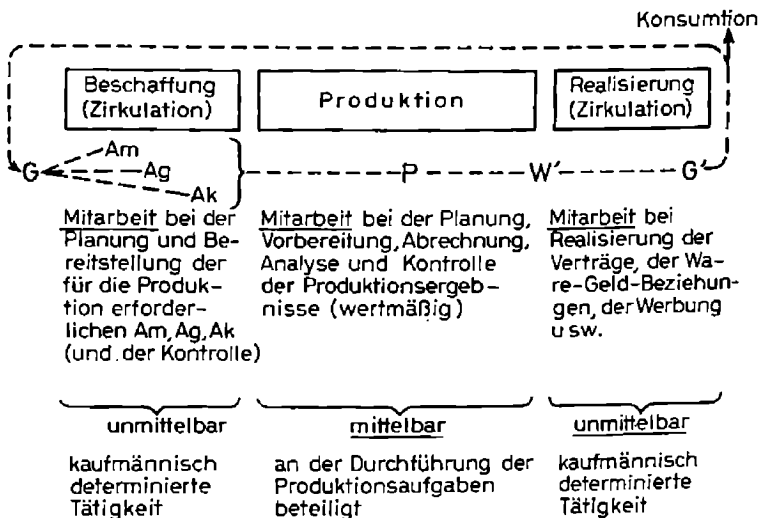 Konsumtion
Beschaffung
(Zirkulation)
Produktion
Realisierung
(Zirkulation)
G
Am
Ag
Ak
P
W'
G'
Mitarbeit bei der
Planung und Be-
reitstellung der
für die Produk-
tion erforder-
lichen Am, Ag, Ak
(und der Kontrolle)
Mitarbeit bei der Planung,
Vorbereitung, Abrechnung,
Analyse und Kontrolle
der Produktionsergeb-
nisse (wertmäßig)
Mitarbeit bei
Realisierung der
Verträge, der Wa-
re-Geld-Beziehun-
gen, der Werbung
usw.
unmittelbar
mittelbar
unmittelbar
kaufmännisch
determinierte
Tätigkeit
an der Durchführung der
Produktionsaufgaben
beteiligt
kaufmännisch
determinierte
Tätigkeit